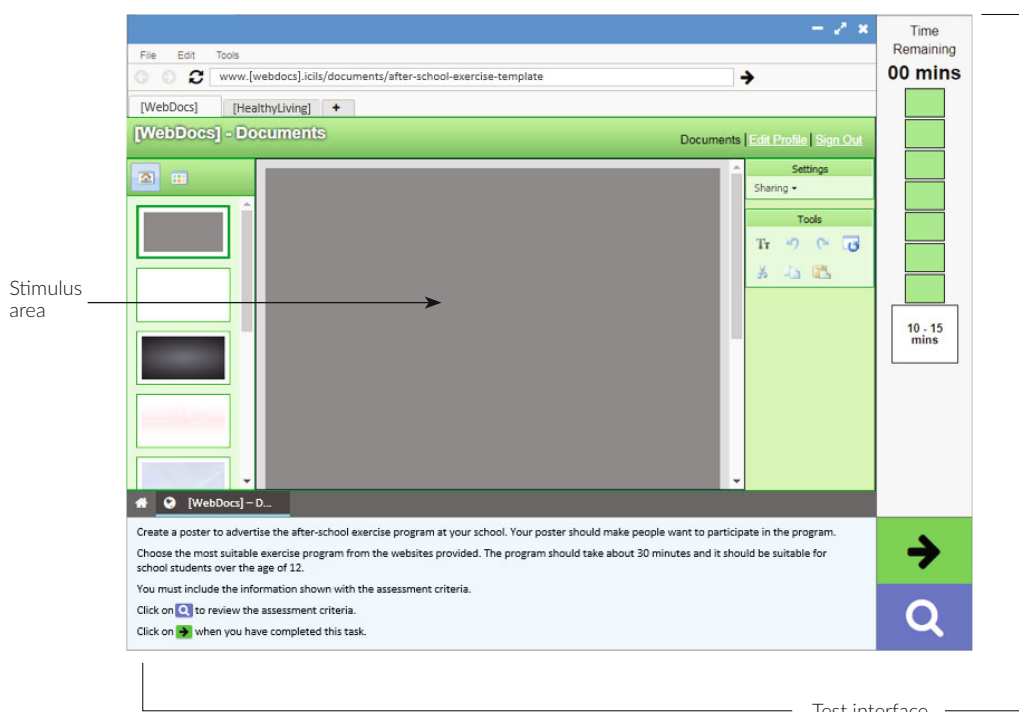 Time
Remaining
00 mins
File Edit Tools
www.[webdocs].icils/documents/after-school-exercise-template
[WebDocs] [HealthyLiving] +
[WebDocs] - Documents
Documents | Edit Profile | Sign Out
Settings
Sharing
Tools
Tr
Stimulus
area
10 - 15
mins
[WebDocs] – D...
Create a poster to advertise the after-school exercise program at your school. Your poster should make people want to participate in the program.
Choose the most suitable exercise program from the websites provided. The program should take about 30 minutes and it should be suitable for
school students over the age of 12.
You must include the information shown with the assessment criteria.
Click on to review the assessment criteria.
Click on when you have completed this task.
Test interface